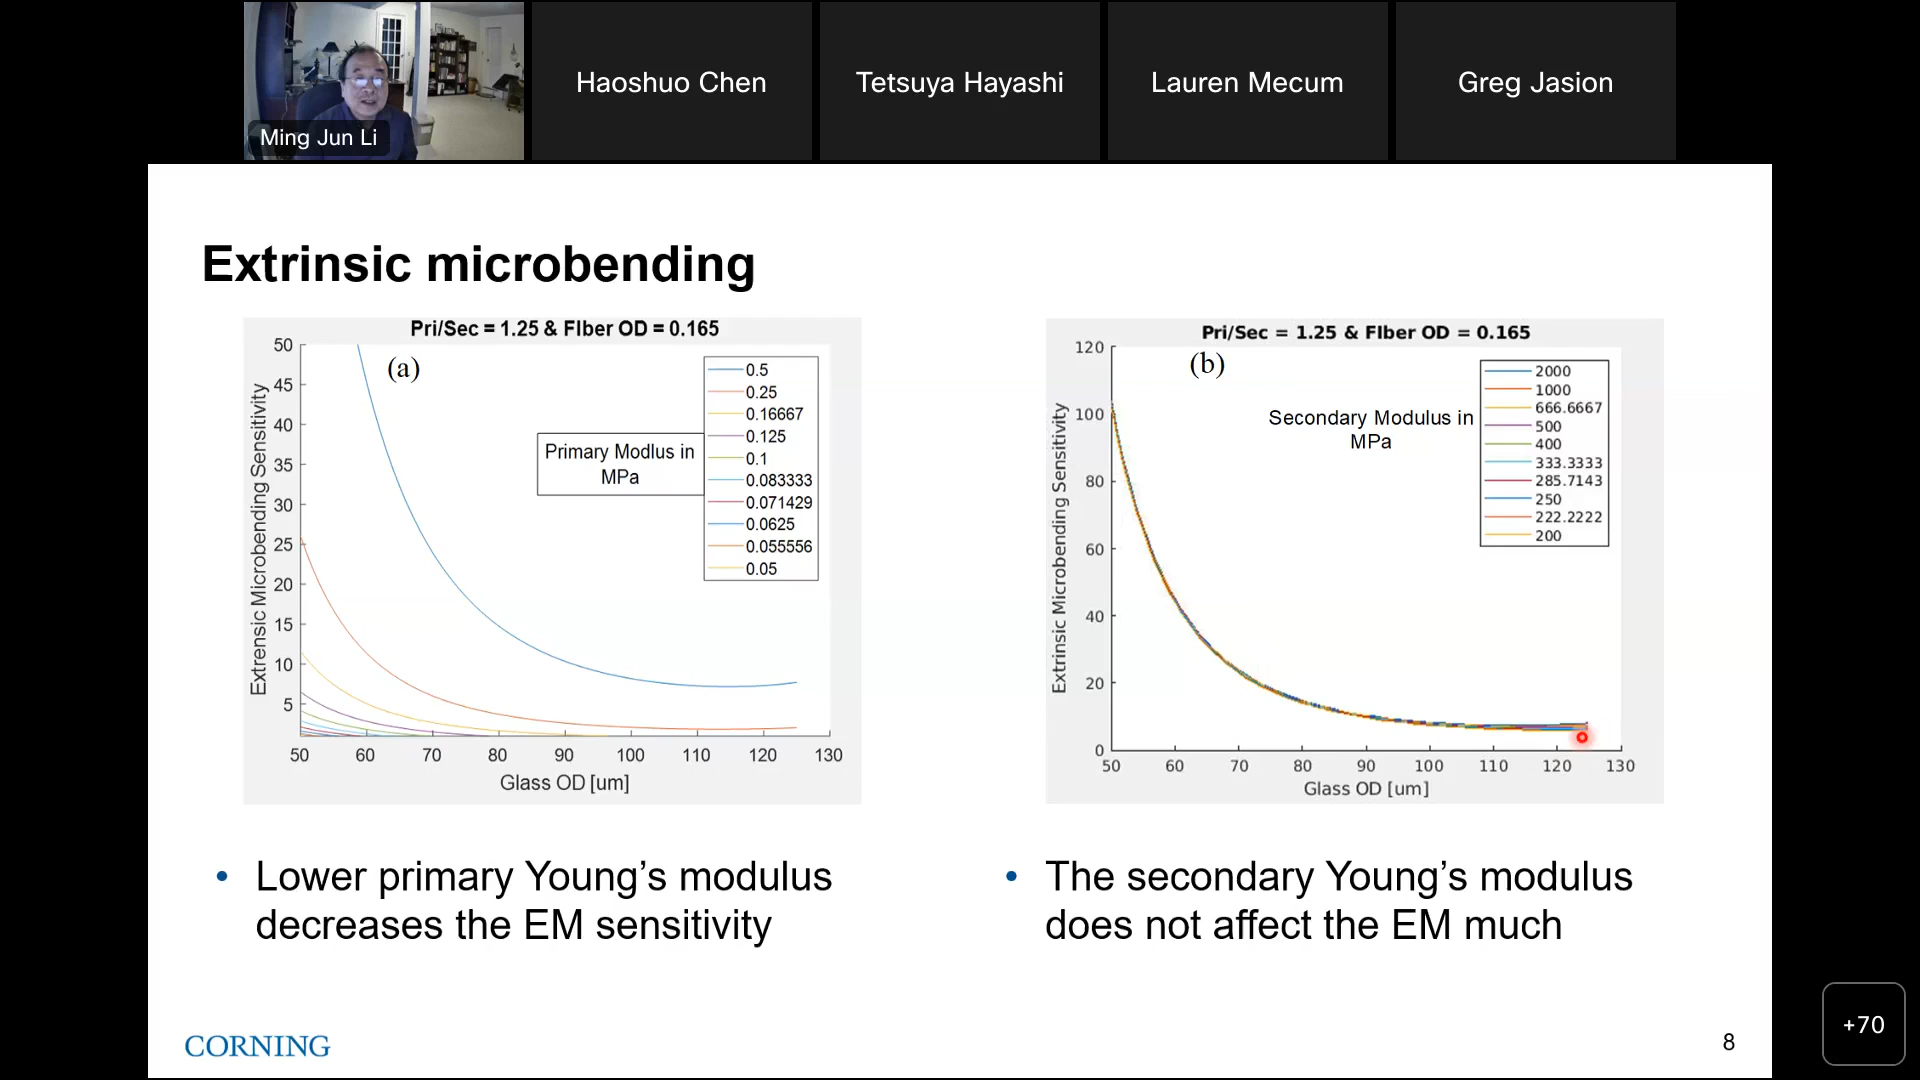 Ming Jun Li
Haoshuo Chen
Tetsuya Hayashi
Lauren Mecum
Greg Jasion
Extrinsic microbending
Pri/Sec = 1.25 & FIber OD = 0.165
(a)
Extrensic Microbending Sensitivity
50
45
40
35
30
25
20
15
10
5
Primary Modlus in
MPa
0.5
0.25
0.16667
0.125
0.1
0.083333
0.071429
0.0625
0.055556
0.05
50 60 70 80 90 100 110 120 130
Glass OD [um]
Pri/Sec = 1.25 & FIber OD = 0.165
(b)
Extrinsic Microbending Sensitivity
120
100
80
60
40
20
0
Secondary Modulus in
MPa
2000
1000
666.6667
500
400
333.3333
285.7143
250
222.2222
200
50 60 70 80 90 100 110 120 130
Glass OD [um]
• Lower primary Young’s modulus
decreases the EM sensitivity
• The secondary Young’s modulus
does not affect the EM much
CORNING
8
+70